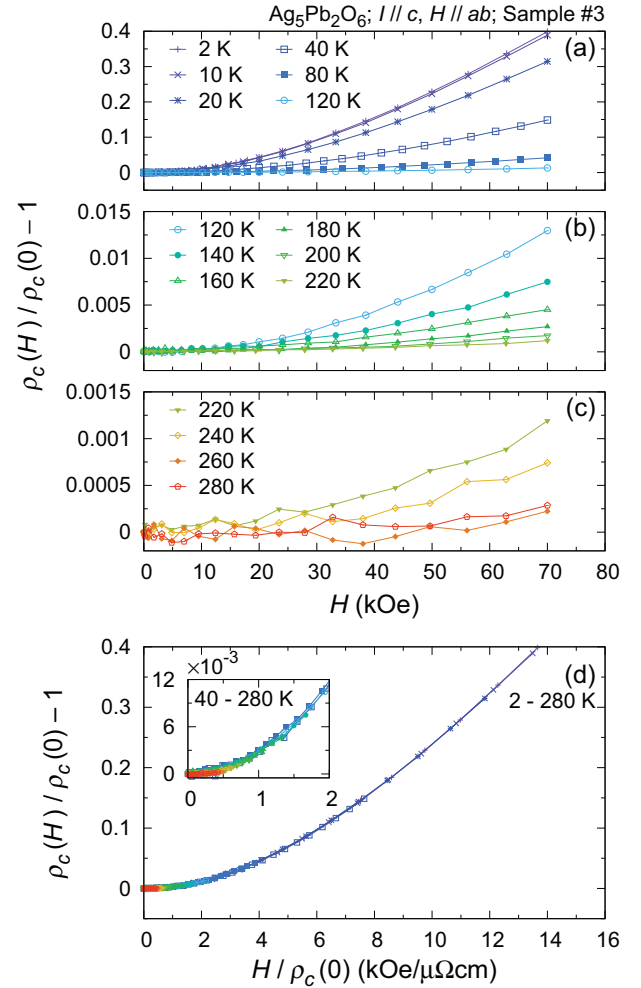 Ag₅Pb₂O₆; I // c, H // ab; Sample #3
(a)
0.4
0.3
0.2
0.1
0
2 K
10 K
20 K
40 K
80 K
120 K
(b)
0.015
0.01
0.005
0
120 K
140 K
160 K
180 K
200 K
220 K
ρc(H) / ρc(0) − 1
(c)
0.0015
0.001
0.0005
0
220 K
240 K
260 K
280 K
0 10 20 30 40 50 60 70 80
H (kOe)
(d)
0.4
0.3
0.2
0.1
0
ρc(H) / ρc(0) − 1
2 - 280 K
×10⁻³
12
9
6
3
0
40 - 280 K
0 1 2
0 2 4 6 8 10 12 14 16
H / ρc(0) (kOe/μΩcm)